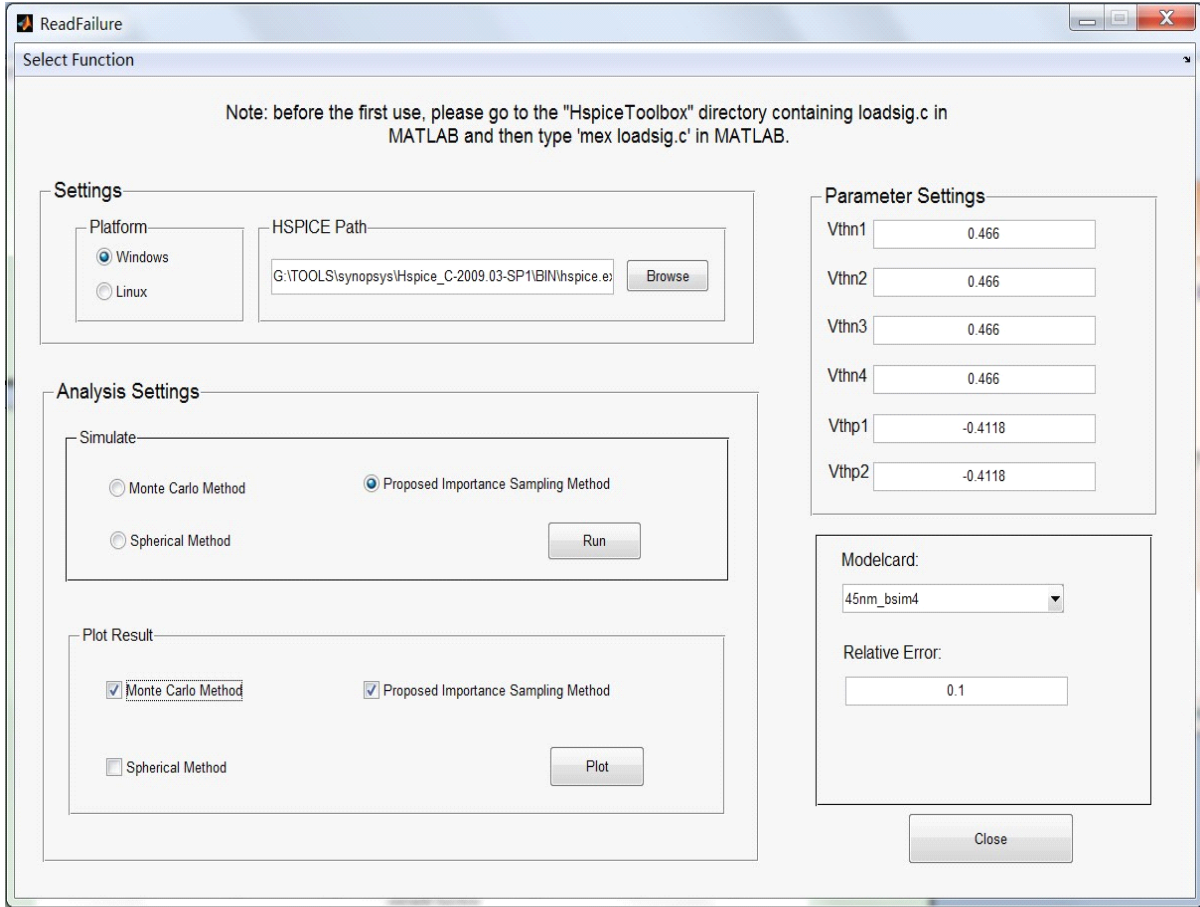 ReadFailure
Select Function
Note: before the first use, please go to the "HspiceToolbox" directory containing loadsig.c in
MATLAB and then type 'mex loadsig.c' in MATLAB.
Settings
Platform
Windows
Linux
HSPICE Path
G:\TOOLS\synopsys\Hspice_C-2009.03-SP1\BIN\hspice.ex
Browse
Analysis Settings
Simulate
Monte Carlo Method
Proposed Importance Sampling Method
Spherical Method
Run
Plot Result
Monte Carlo Method
Proposed Importance Sampling Method
Spherical Method
Plot
Parameter Settings
Vthn1 0.466
Vthn2 0.466
Vthn3 0.466
Vthn4 0.466
Vthp1 -0.4118
Vthp2 -0.4118
Modelcard:
45nm_bsim4
Relative Error:
0.1
Close